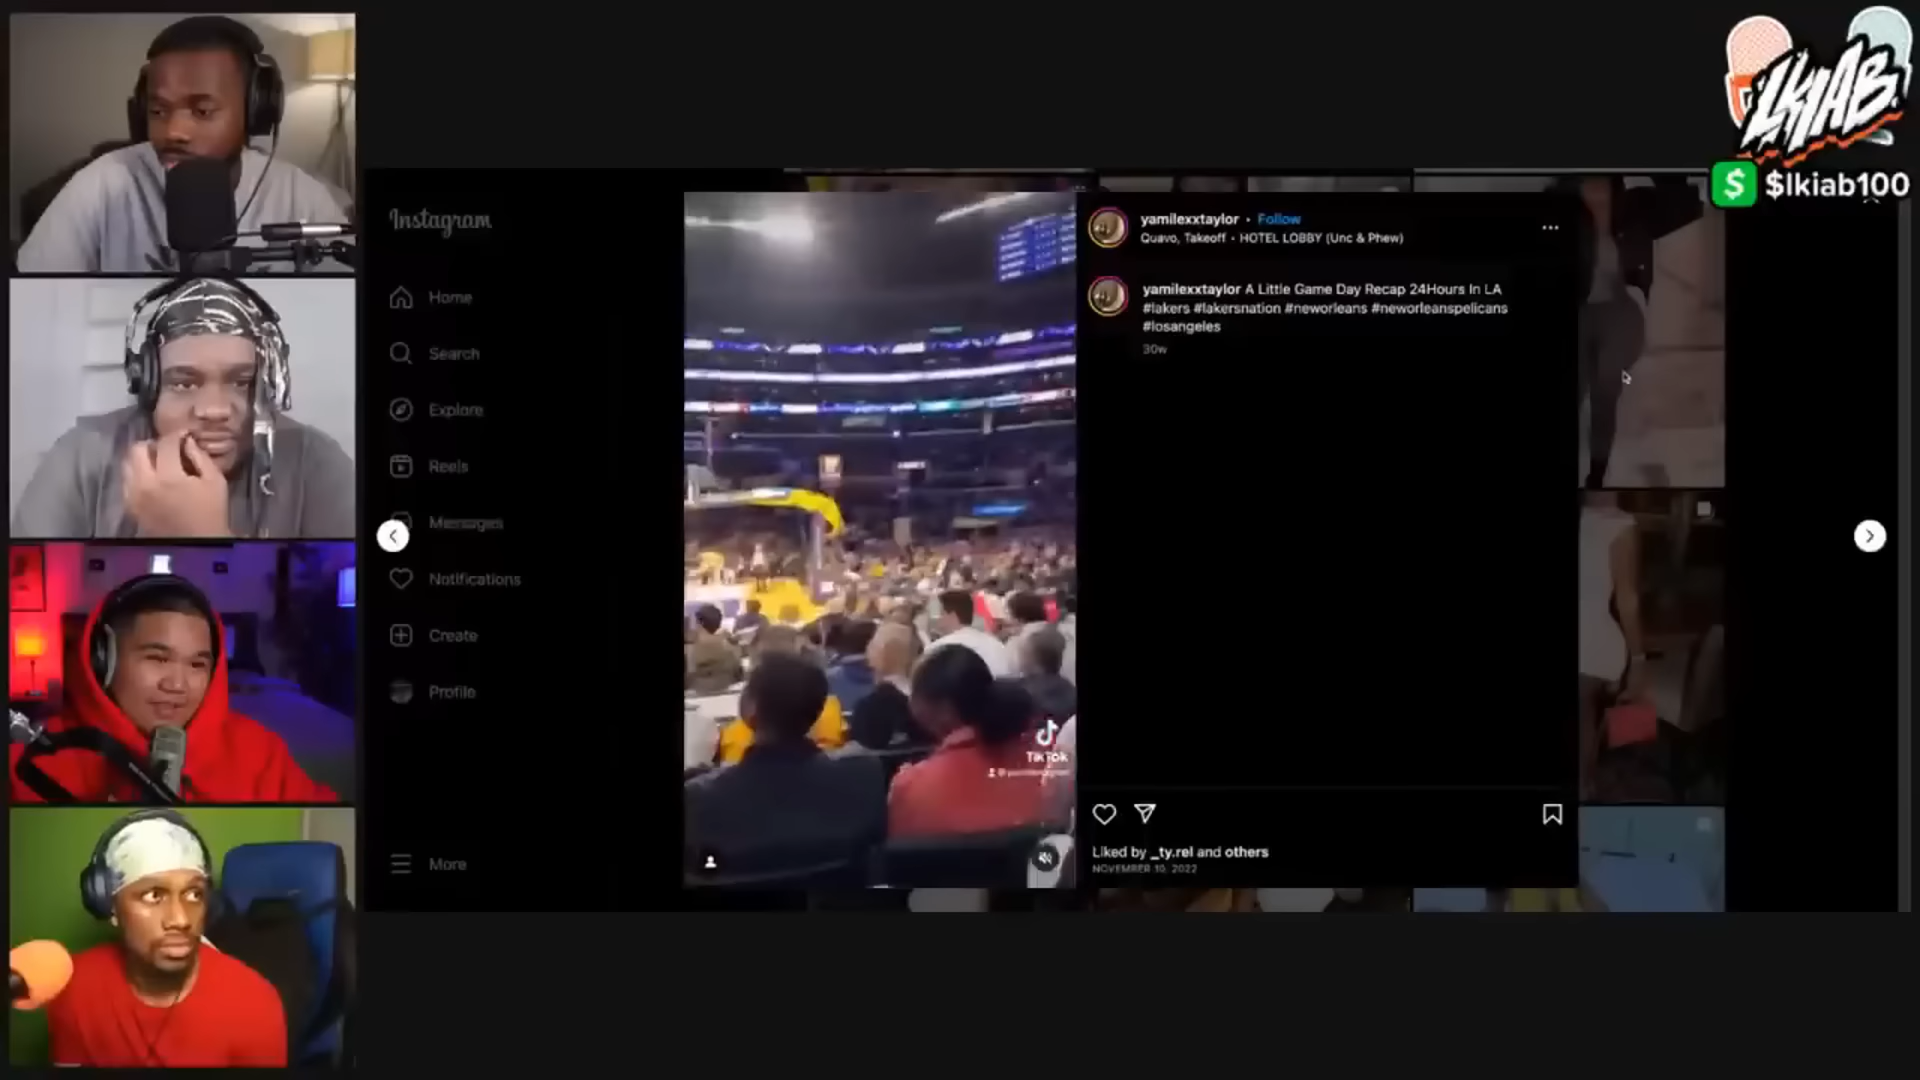 LKIAB
$lkiab100
Instagram
Home
Search
Explore
Reels
Messages
Notifications
Create
Profile
More
yamilexxtaylor • Follow
Quavo, Takeoff • HOTEL LOBBY (Unc & Phew)
yamilexxtaylor A Little Game Day Recap 24Hours In LA
#lakers #lakersnation #neworleans #neworleanspelicans
#losangeles
30w
TikTok
Liked by _ty.rel and others
NOVEMBER 10, 2022